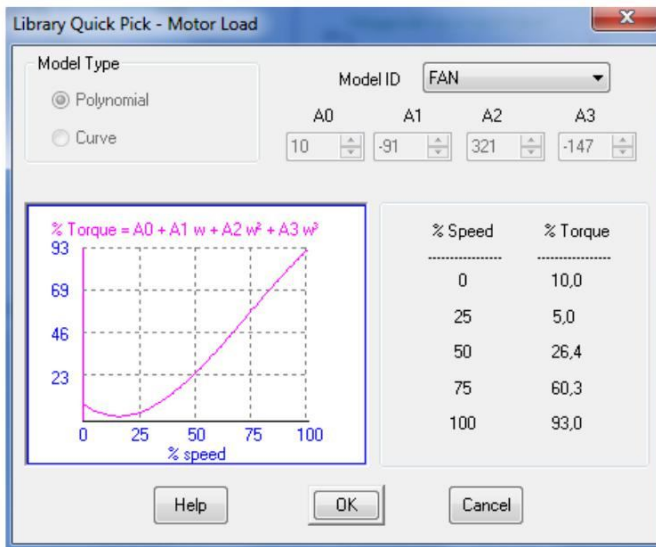 Library Quick Pick - Motor Load
Model Type
Polynomial
Curve
Model ID FAN
A0 A1 A2 A3
10 -91 321 -147
% Torque = A0 + A1 w + A2 w² + A3 w³
93
69
46
23
0 25 50 75 100
% speed
% Speed % Torque
---------------- ----------------
0 10,0
25 5,0
50 26,4
75 60,3
100 93,0
Help OK Cancel